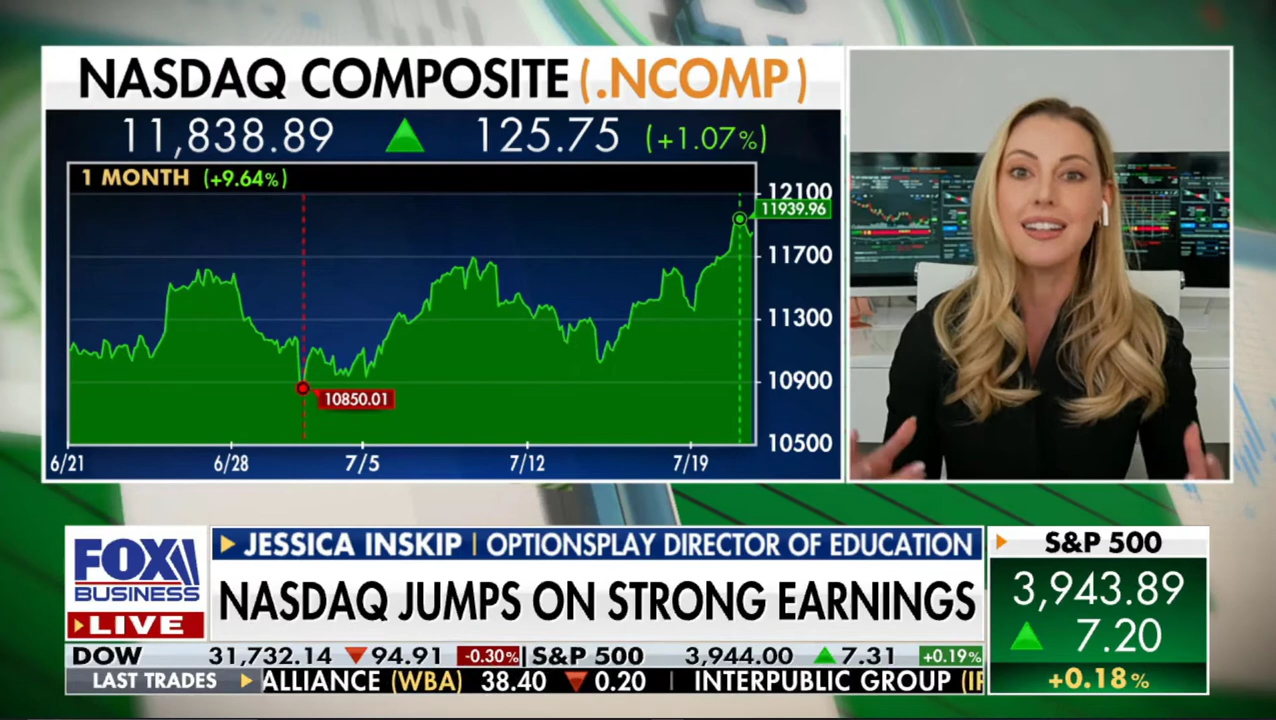 NASDAQ COMPOSITE (.NCOMP)
11,838.89 ▲ 125.75 (+1.07%)
1 MONTH (+9.64%)
12100
11939.96
11700
11300
10900
10850.01
10500
6/21 6/28 7/5 7/12 7/19
JESSICA INSKIP | OPTIONSPLAY DIRECTOR OF EDUCATION
NASDAQ JUMPS ON STRONG EARNINGS
FOX
BUSINESS
LIVE
S&P 500
3,943.89
▲ 7.20
+0.18%
DOW 31,732.14 ▼ 94.91 -0.30% | S&P 500 3,944.00 ▲ 7.31 +0.19%
LAST TRADES ALLIANCE (WBA) 38.40 ▼ 0.20 | INTERPUBLIC GROUP (IP